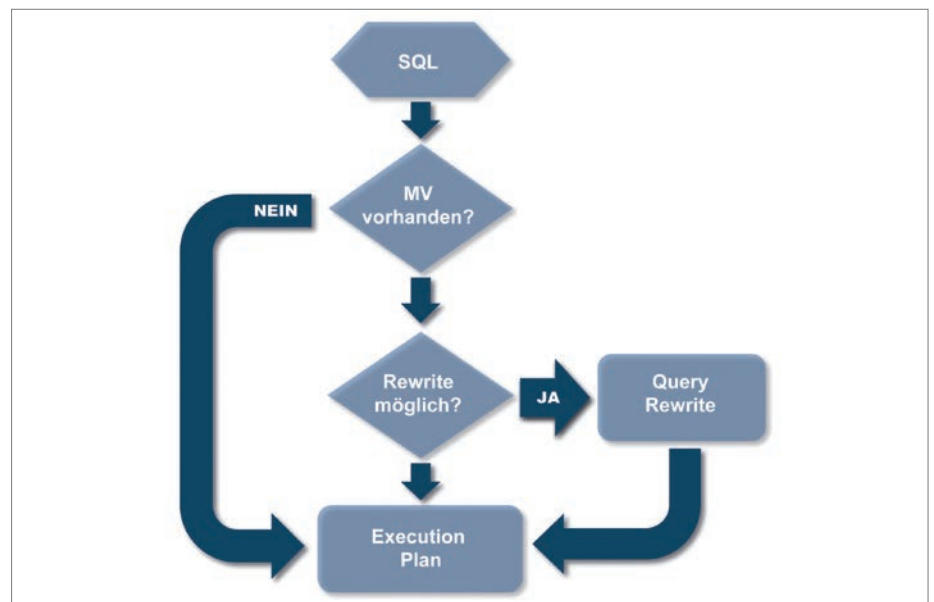 SQL
MV
vorhanden?
NEIN
Rewrite
möglich?
JA
Query
Rewrite
Execution
Plan